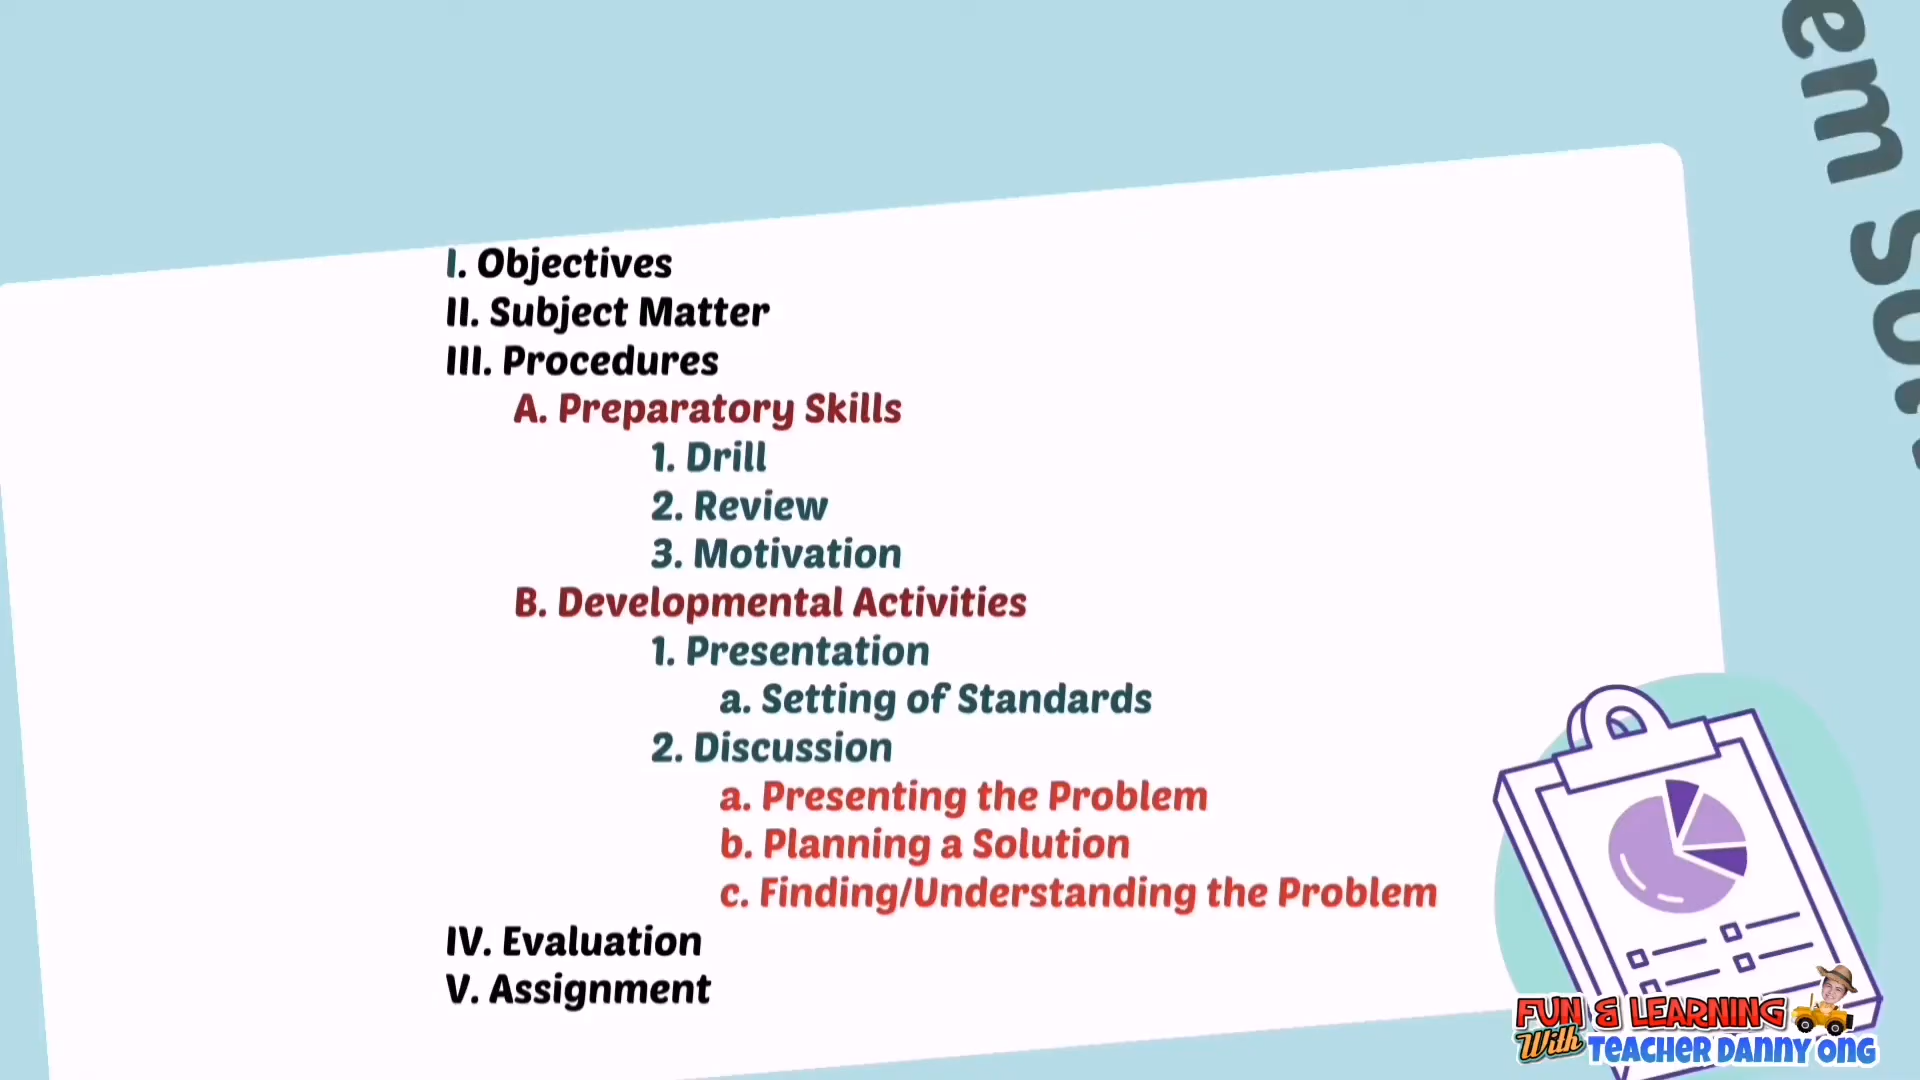 I. Objectives
II. Subject Matter
III. Procedures
A. Preparatory Skills
1. Drill
2. Review
3. Motivation
B. Developmental Activities
1. Presentation
a. Setting of Standards
2. Discussion
a. Presenting the Problem
b. Planning a Solution
c. Finding/Understanding the Problem
IV. Evaluation
V. Assignment
FUN & LEARNING
With TEACHER DANNY ONG